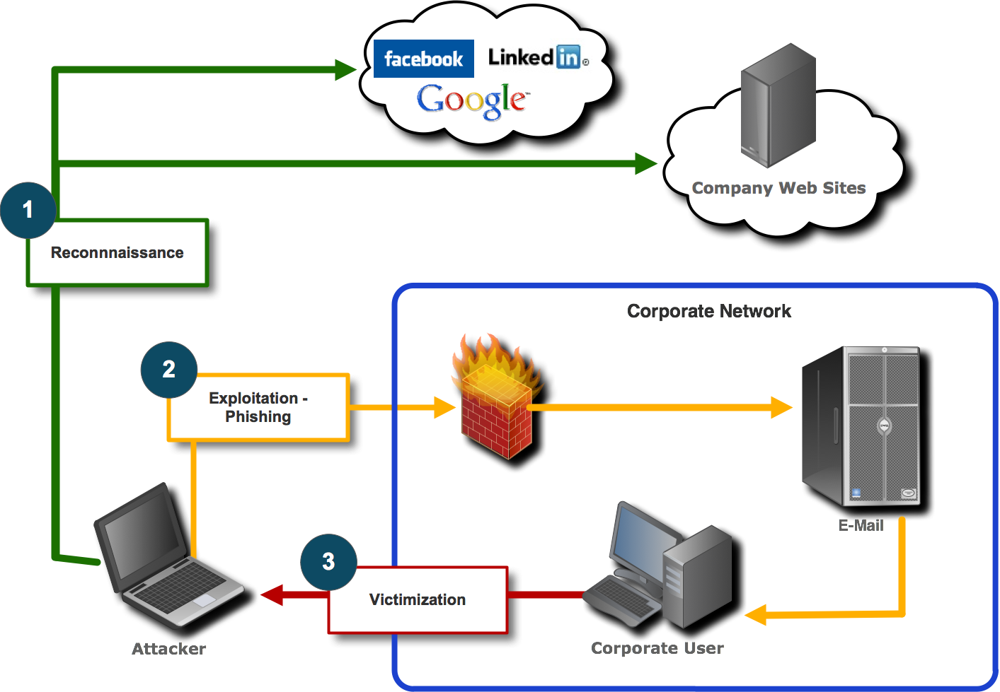 facebook
Linked in
Google™
Company Web Sites
1
Reconnnaissance
Corporate Network
2
Exploitation -
Phishing
E-Mail
3
Victimization
Attacker
Corporate User